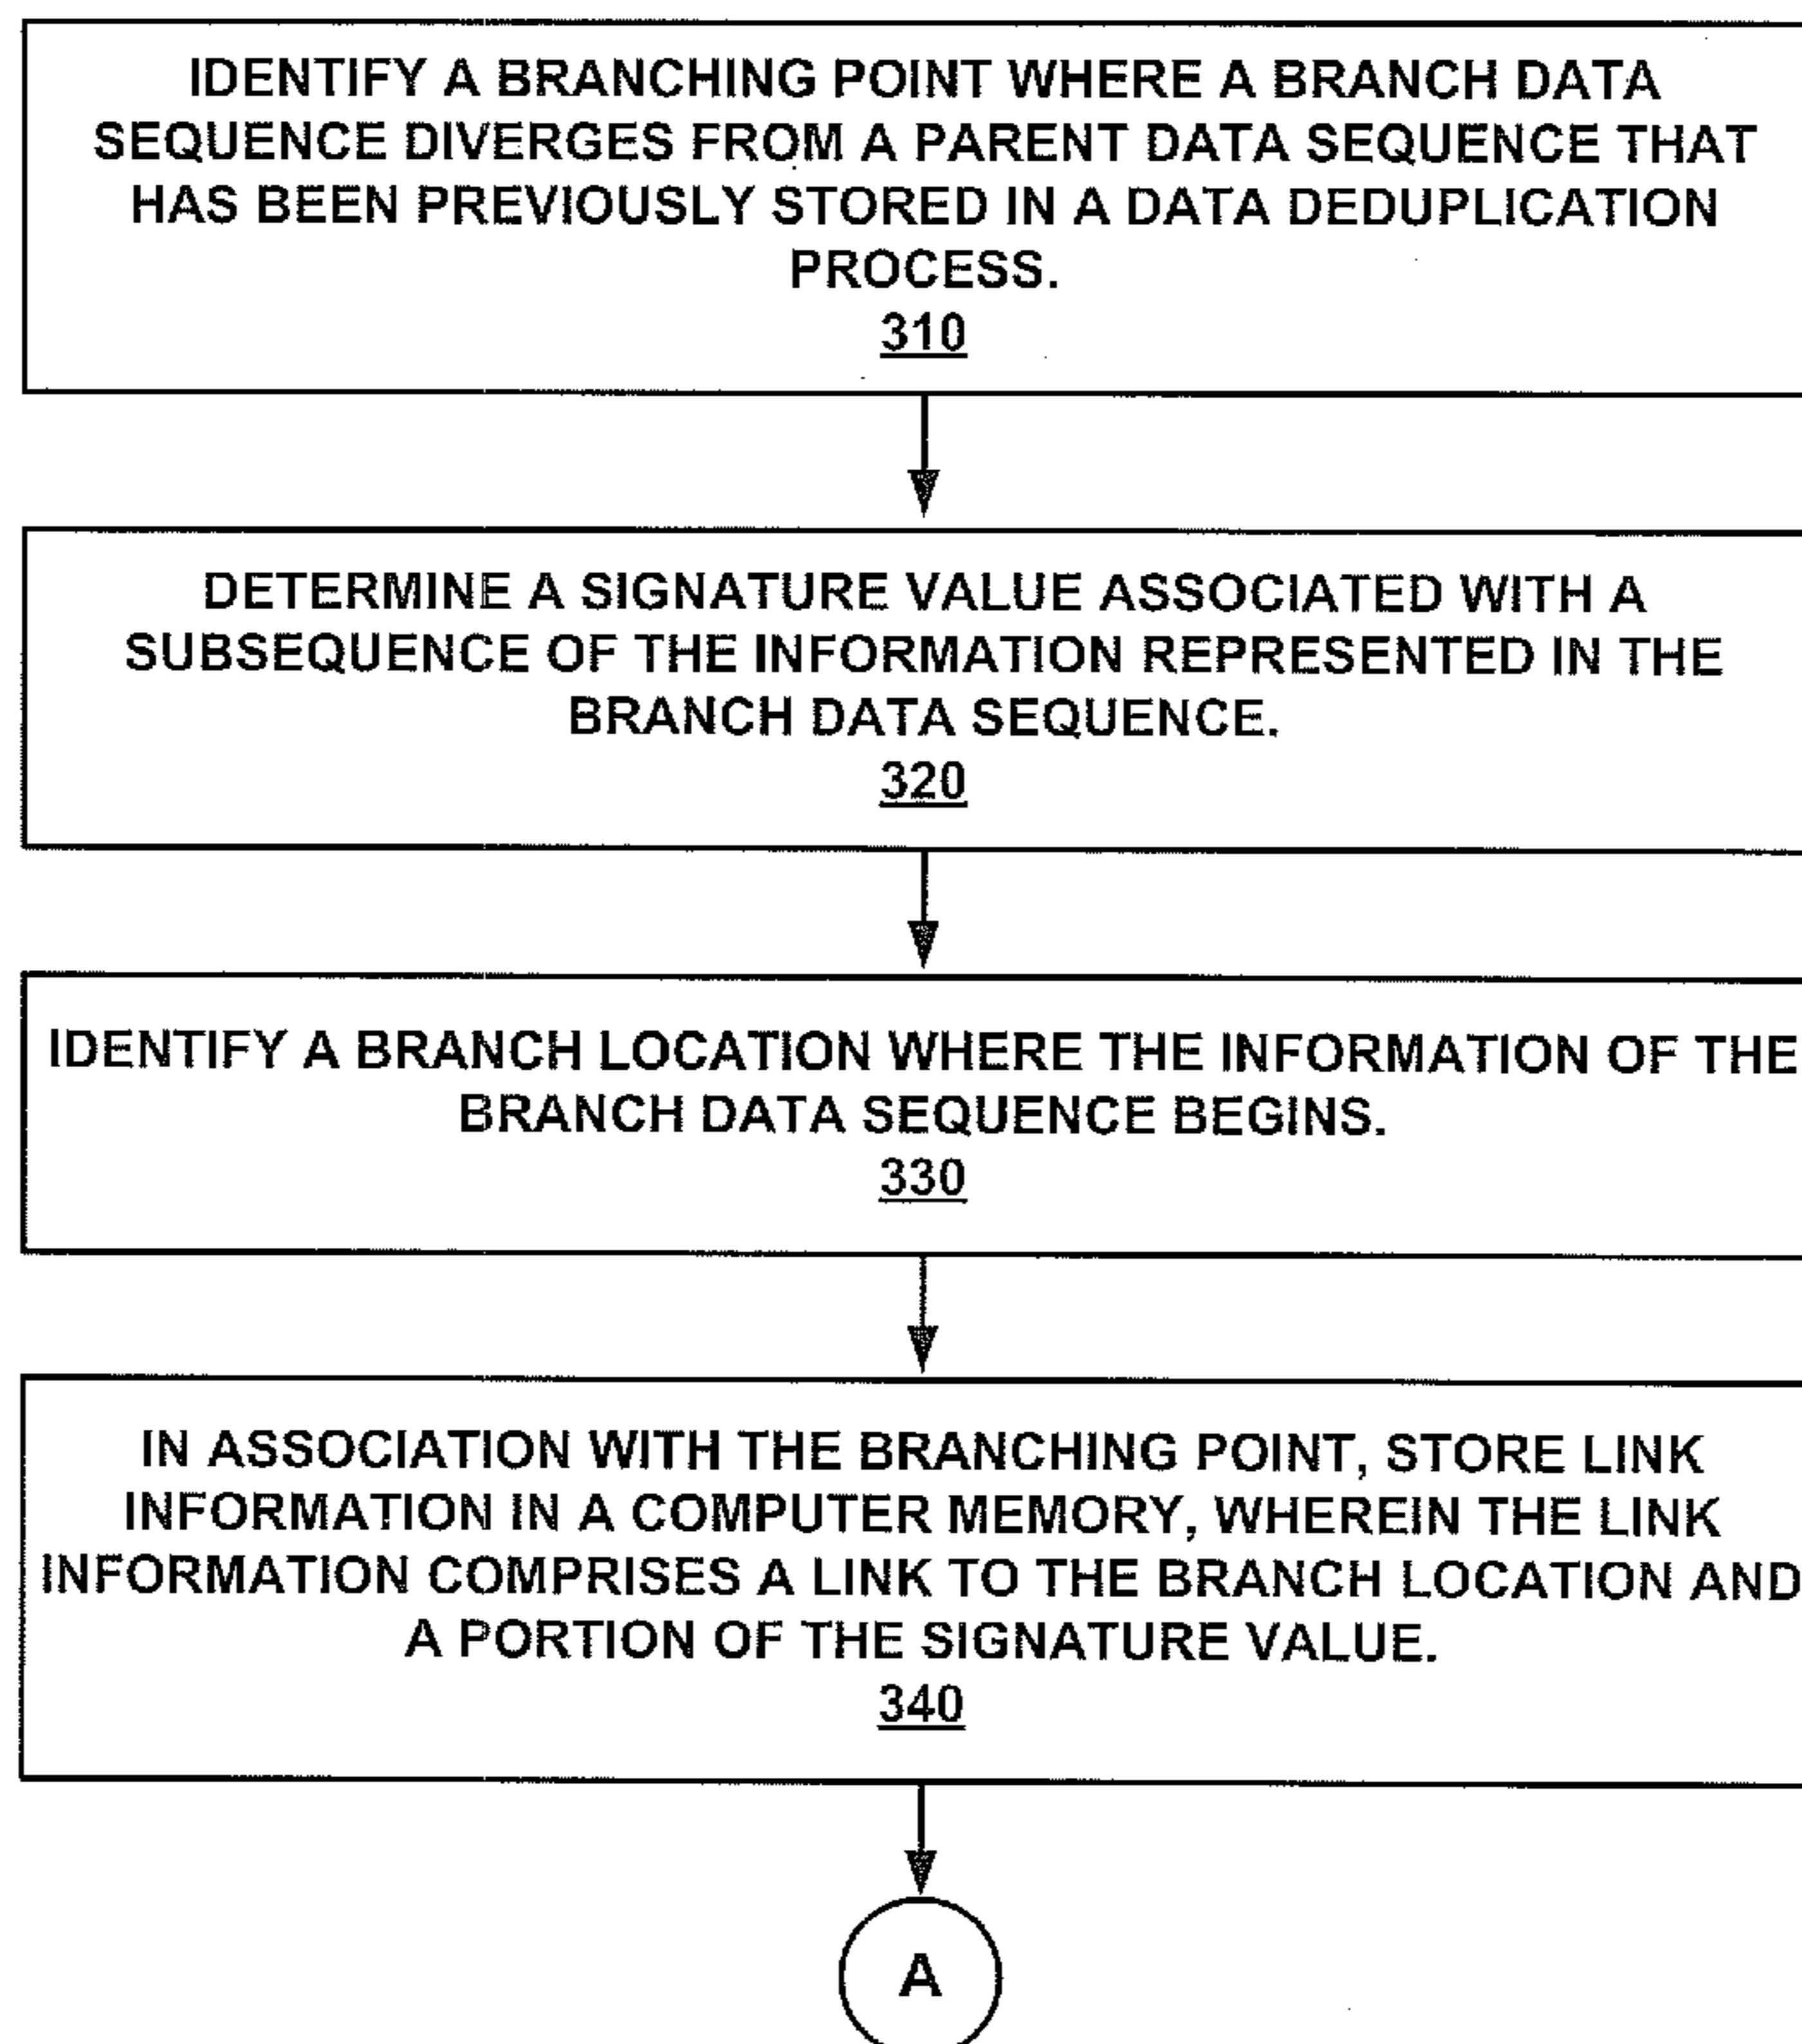 IDENTIFY A BRANCHING POINT WHERE A BRANCH DATA
SEQUENCE DIVERGES FROM A PARENT DATA SEQUENCE THAT
HAS BEEN PREVIOUSLY STORED IN A DATA DEDUPLICATION
PROCESS.
310
DETERMINE A SIGNATURE VALUE ASSOCIATED WITH A
SUBSEQUENCE OF THE INFORMATION REPRESENTED IN THE
BRANCH DATA SEQUENCE.
320
IDENTIFY A BRANCH LOCATION WHERE THE INFORMATION OF THE
BRANCH DATA SEQUENCE BEGINS.
330
IN ASSOCIATION WITH THE BRANCHING POINT, STORE LINK
INFORMATION IN A COMPUTER MEMORY, WHEREIN THE LINK
INFORMATION COMPRISES A LINK TO THE BRANCH LOCATION AND
A PORTION OF THE SIGNATURE VALUE.
340
A